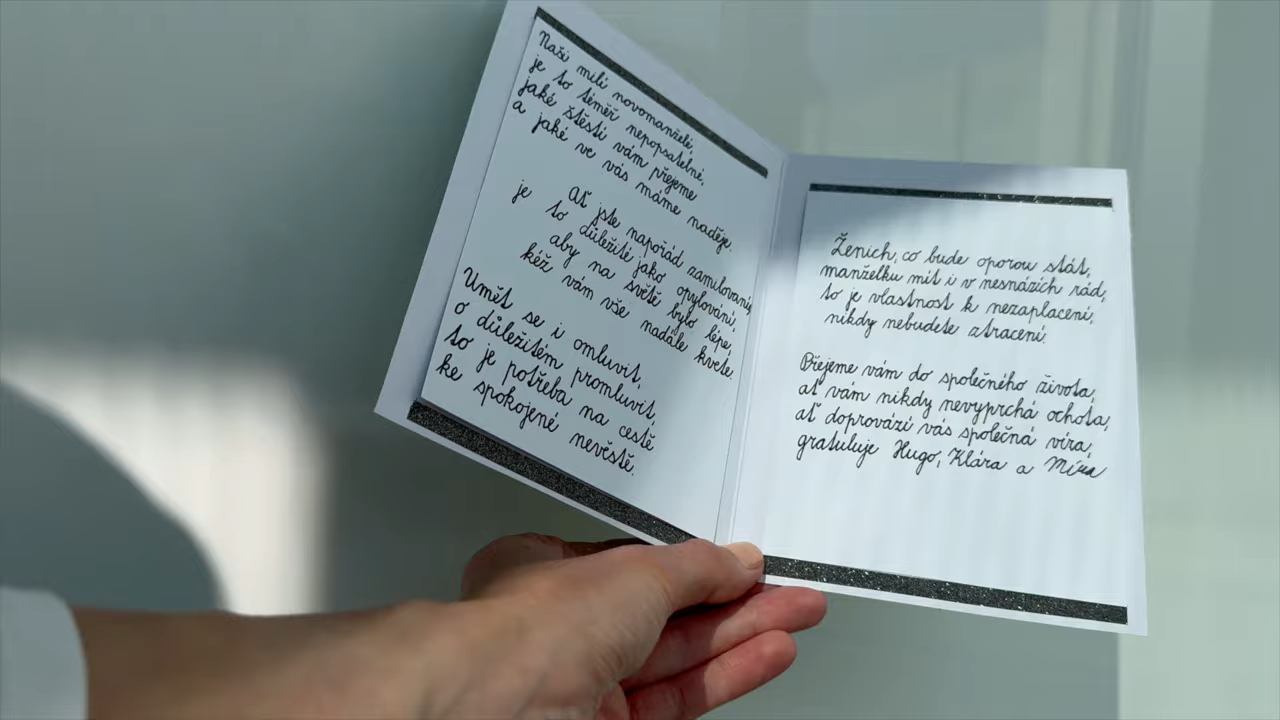 Naši milí novomanželé,
je to téměř nepopsatelné,
jaké štěstí vám přejeme
a jaké ve vás máme naděje.
Ať jste napořád zamilovaní,
je to důležité jako opylování,
aby na světě bylo lépe,
kéž vám vše nadále kvete.
Umět se i omluvit,
o důležitém promluvit,
to je potřeba na cestě
ke spokojené nevěstě.
Ženich, co bude oporou stát,
manželku mít i v nesnázích rád,
to je vlastnost k nezaplacení,
nikdy nebudete ztraceni.
Přejeme vám do společného života,
ať vám nikdy nevyprchá ochota,
ať doprovází vás společná víra,
gratuluje Hugo, Klára a Míra